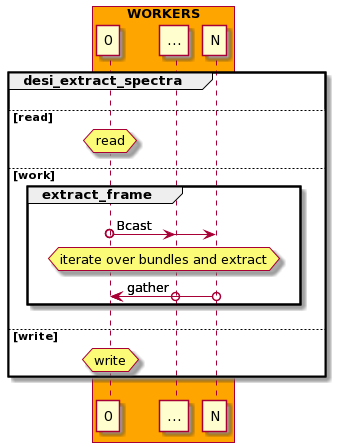 WORKERS
0 ... N
desi_extract_spectra
[read]
read
[work]
extract_frame
Bcast
iterate over bundles and extract
gather
[write]
write
0 ... N